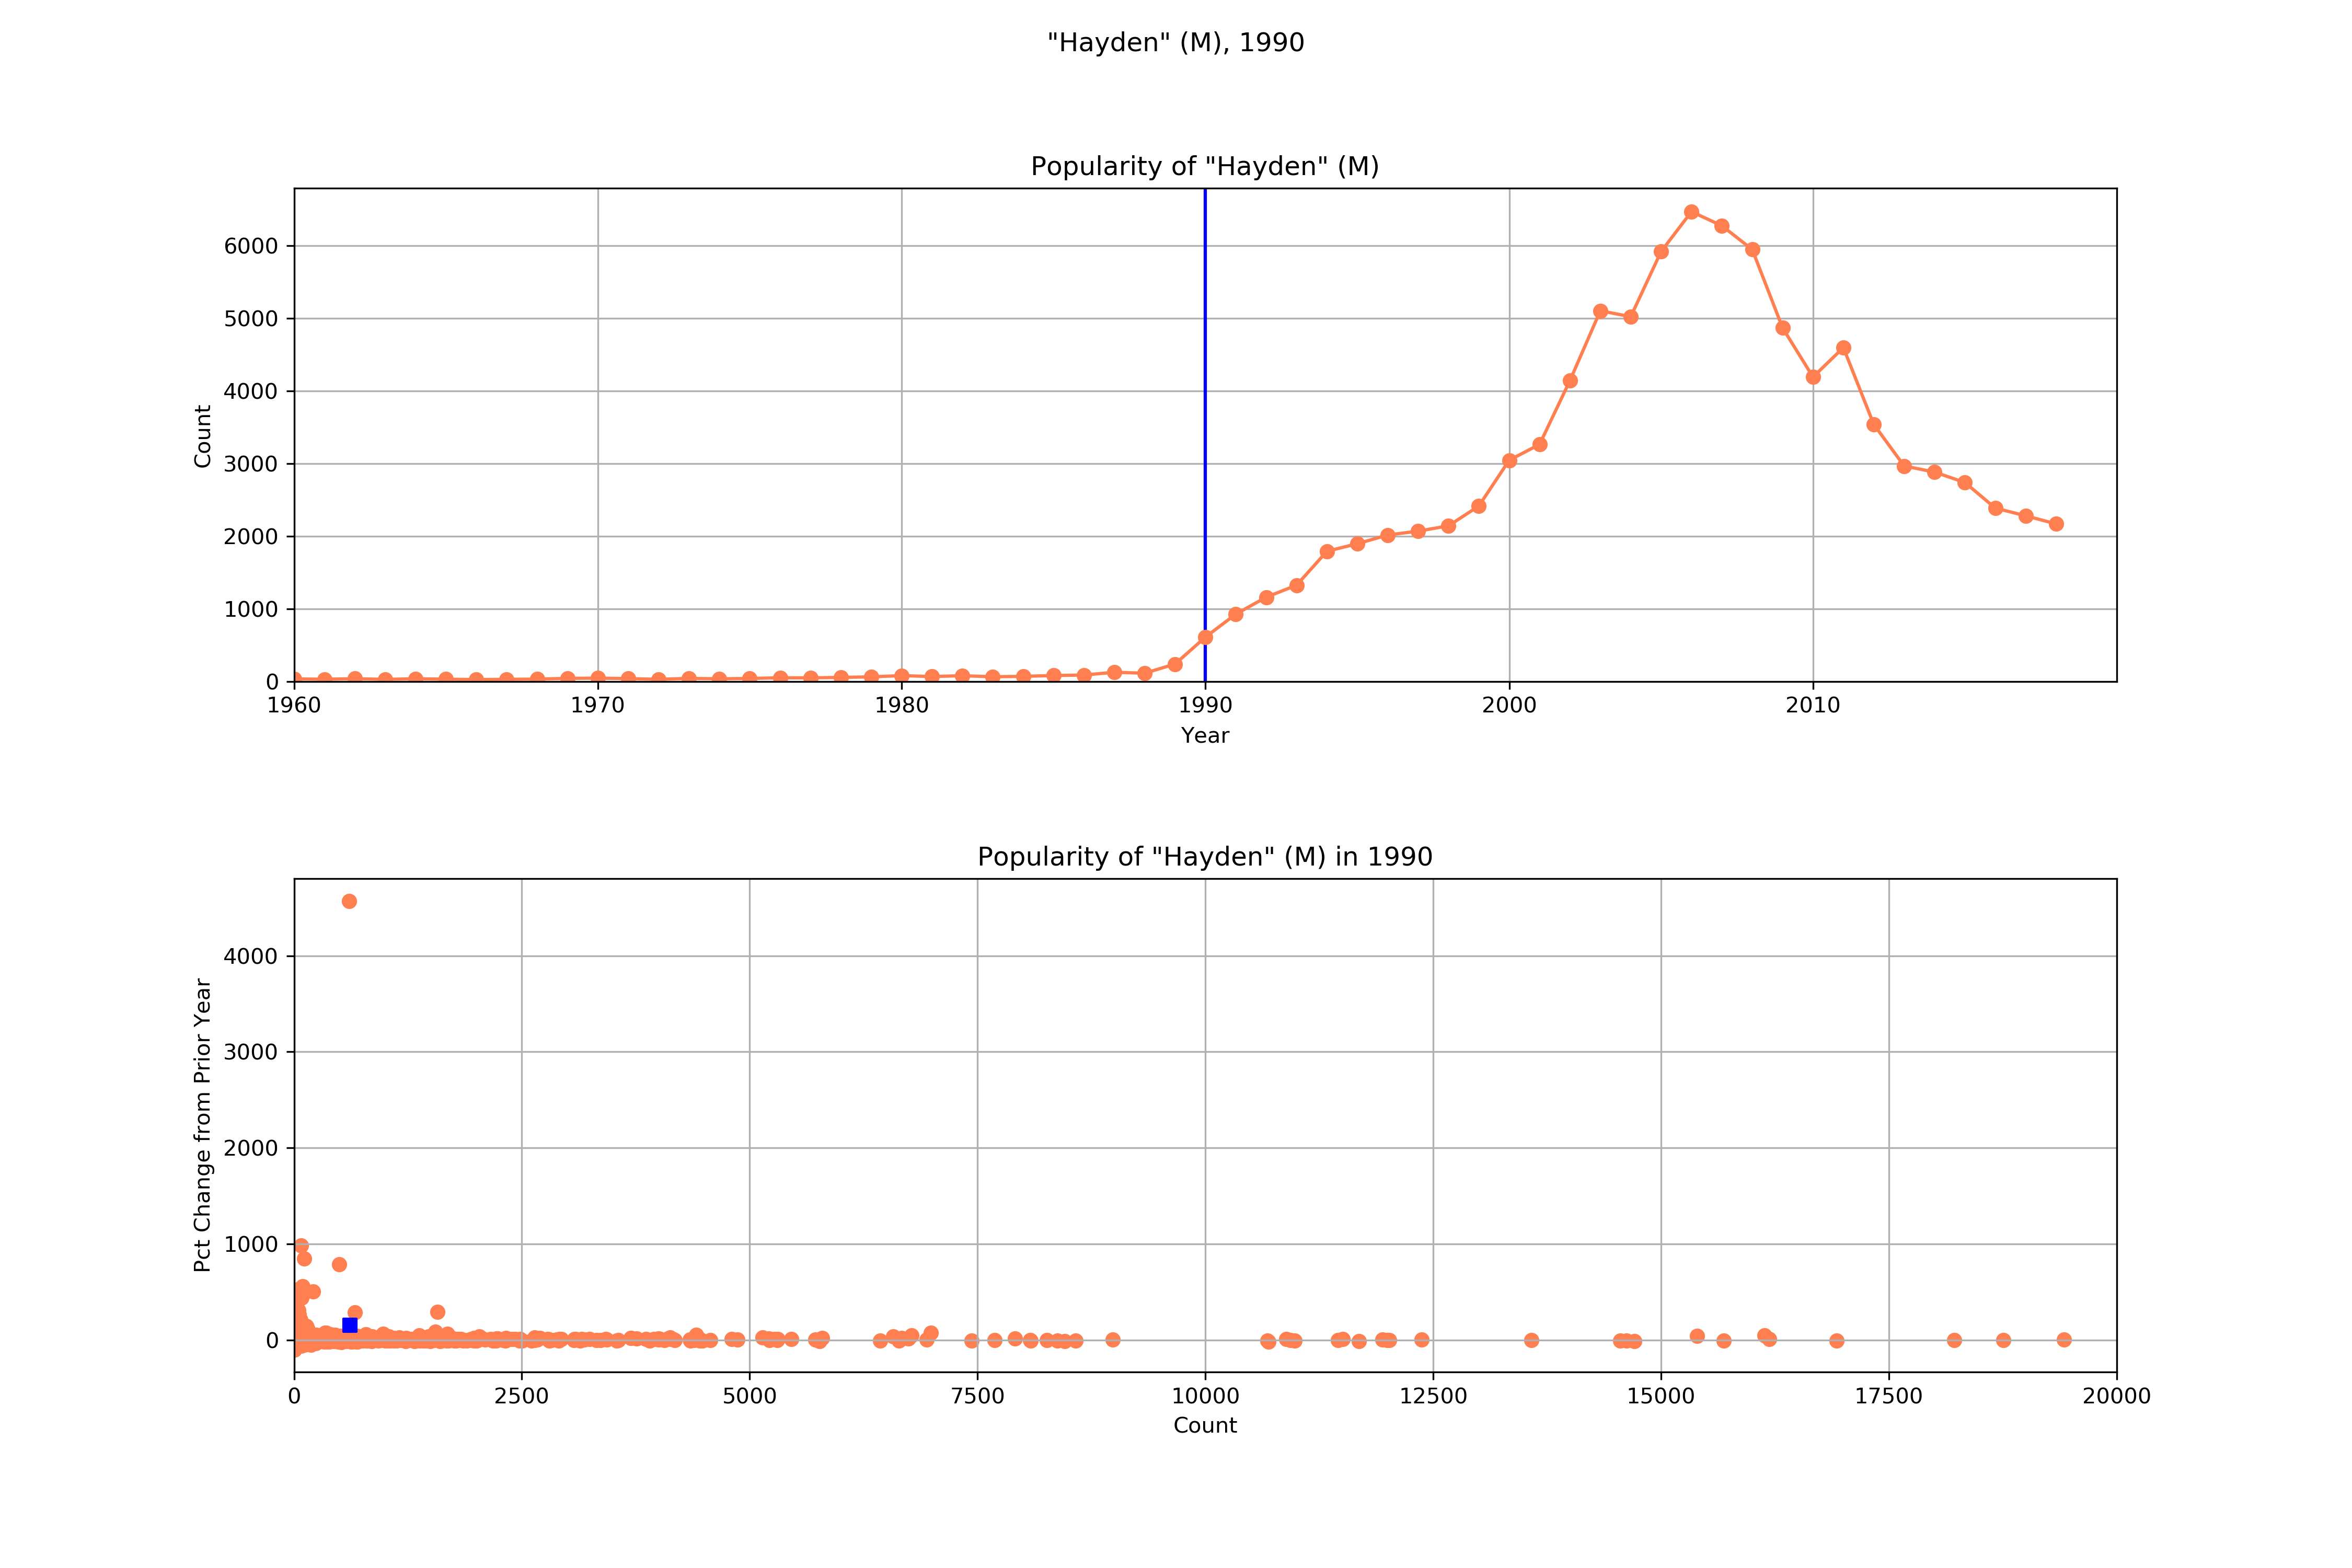 "Hayden" (M), 1990
Popularity of "Hayden" (M)
6000
5000
4000
3000
2000
1000
0
Count
1960 1970 1980 1990 2000 2010
Year
Popularity of "Hayden" (M) in 1990
4000
3000
2000
1000
0
Pct Change from Prior Year
0 2500 5000 7500 10000 12500 15000 17500 20000
Count